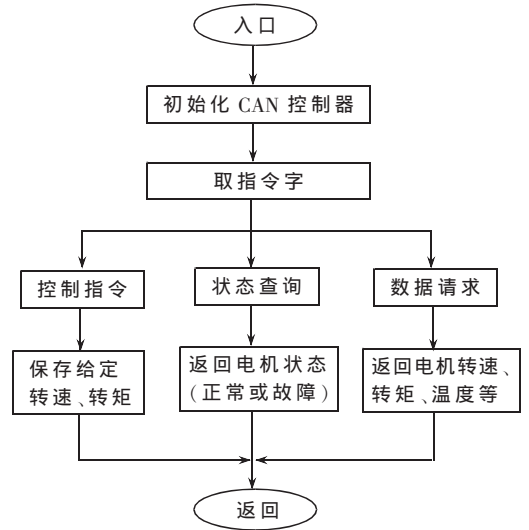 入口
初始化 CAN 控制器
取指令字
控制指令
状态查询
数据请求
保存给定
转速、转矩
返回电机状态
(正常或故障)
返回电机转速、
转矩、温度等
返回